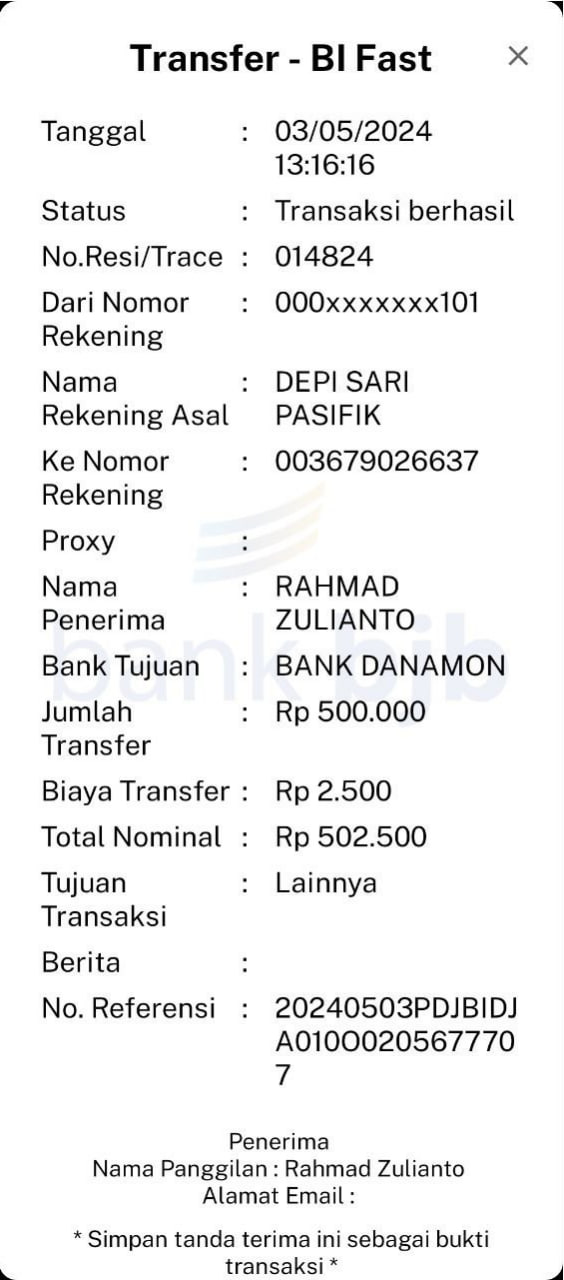 Transfer - BI Fast ×
Tanggal : 03/05/2024
13:16:16
Status : Transaksi berhasil
No.Resi/Trace : 014824
Dari Nomor : 000xxxxxxx101
Rekening
Nama : DEPI SARI
Rekening Asal PASIFIK
Ke Nomor : 003679026637
Rekening
Proxy :
Nama : RAHMAD
Penerima ZULIANTO
bank bjb
Bank Tujuan : BANK DANAMON
Jumlah : Rp 500.000
Transfer
Biaya Transfer : Rp 2.500
Total Nominal : Rp 502.500
Tujuan : Lainnya
Transaksi
Berita :
No. Referensi : 20240503PDJBIDJ
A010O020567770
7
Penerima
Nama Panggilan : Rahmad Zulianto
Alamat Email :
* Simpan tanda terima ini sebagai bukti
transaksi *